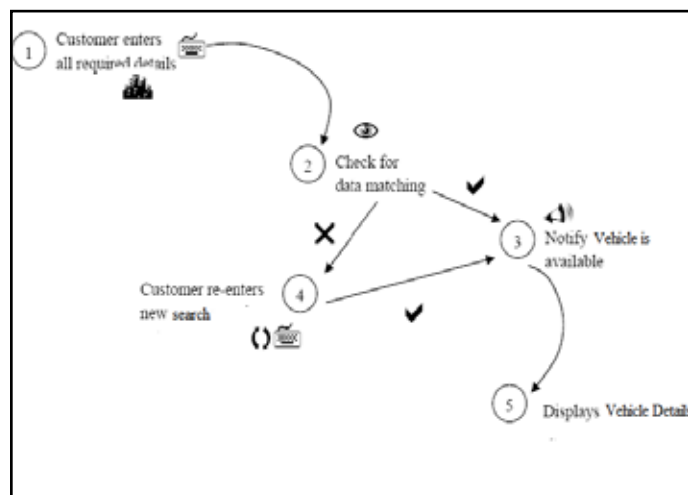 1
Customer enters
all required details
2
Check for
data matching
3
Notify Vehicle is
available
4
Customer re-enters
new search
5
Displays Vehicle Details